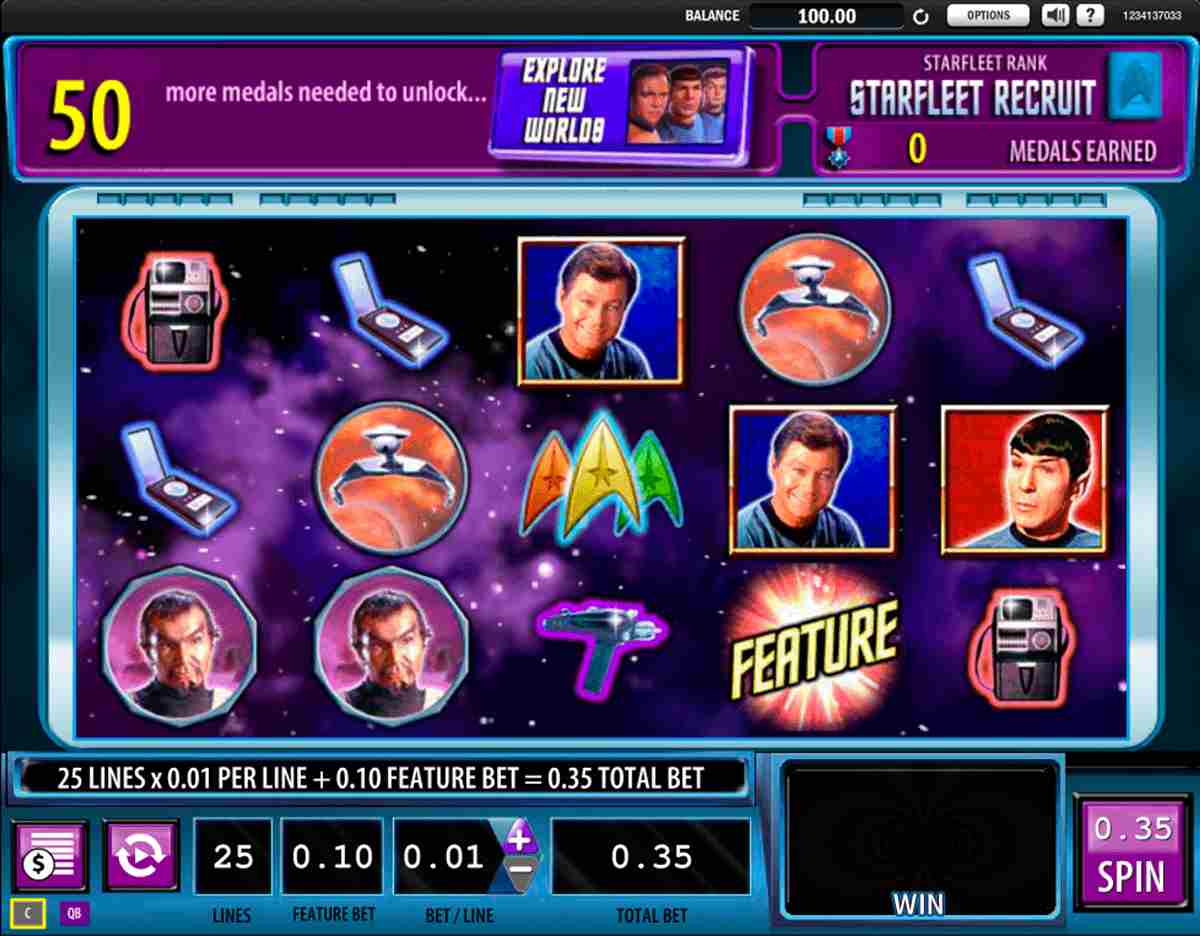 BALANCE 100.00 OPTIONS ? 1234137033
50 more medals needed to unlock...
EXPLORE
NEW
WORLDS
STARFLEET RANK
STARFLEET RECRUIT
0 MEDALS EARNED
FEATURE
25 LINES x 0.01 PER LINE + 0.10 FEATURE BET = 0.35 TOTAL BET
$ 25 0.10 0.01 + - 0.35
0.35
SPIN
C QB LINES FEATURE BET BET / LINE TOTAL BET WIN